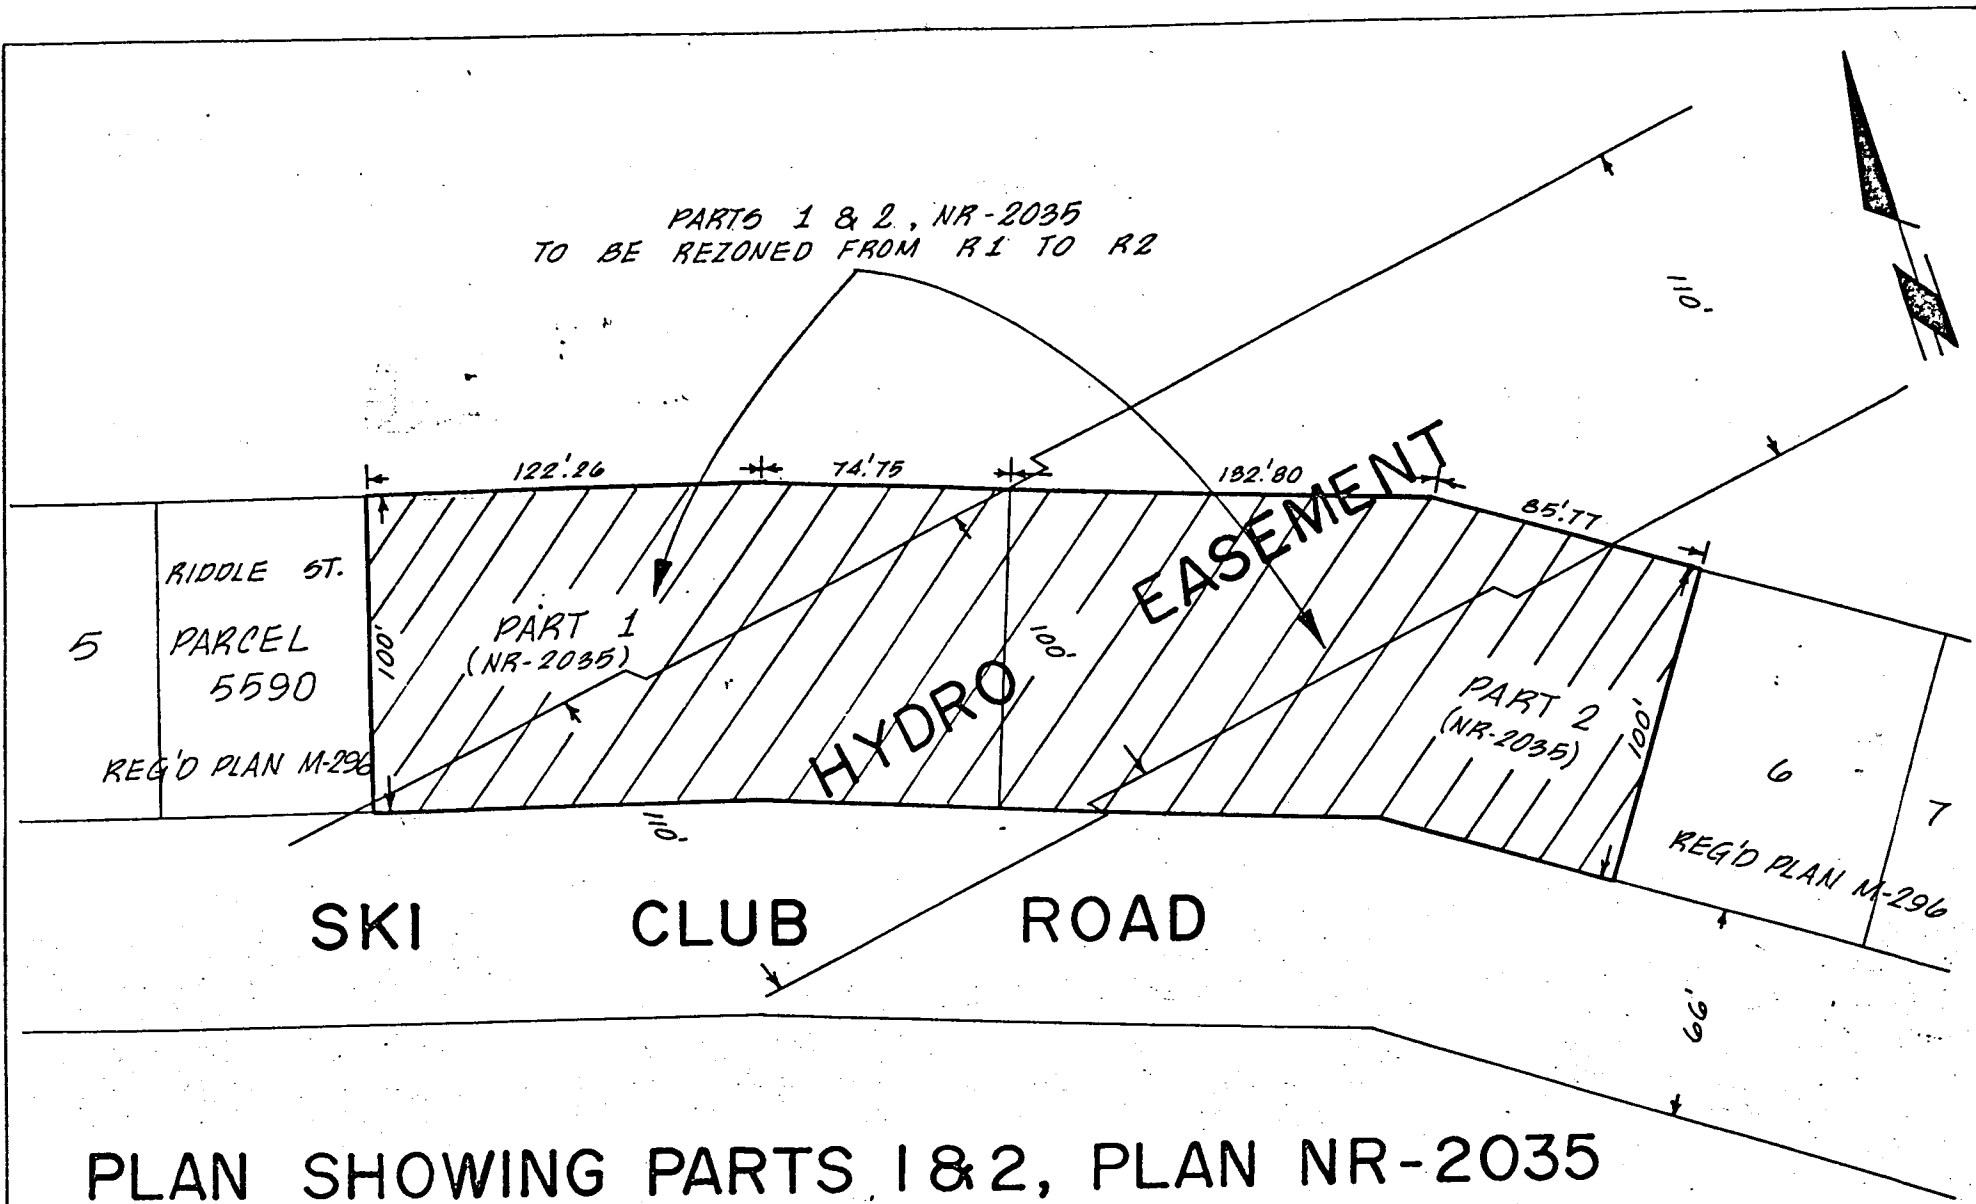 PARTS 1 & 2, NR-2035
TO BE REZONED FROM R1 TO R2
110'
122'.26
74'.75
132'.80
85'.77
RIDDLE ST.
5
PARCEL
5590
REG'D PLAN M-296
100'
PART 1
(NR-2035)
100'
HYDRO EASEMENT
PART 2
(NR-2035)
100'
6
7
REG'D PLAN M-296
110'
SKI CLUB ROAD
66'
PLAN SHOWING PARTS 1&2, PLAN NR-2035